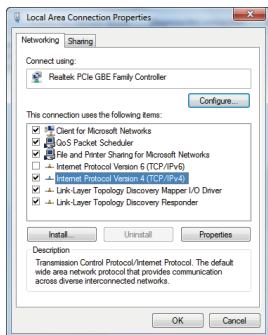 Local Area Connection Properties
Networking Sharing
Connect using:
Realtek PCIe GBE Family Controller
Configure...
This connection uses the following items:
Client for Microsoft Networks
QoS Packet Scheduler
File and Printer Sharing for Microsoft Networks
Internet Protocol Version 6 (TCP/IPv6)
Internet Protocol Version 4 (TCP/IPv4)
Link-Layer Topology Discovery Mapper I/O Driver
Link-Layer Topology Discovery Responder
Install... Uninstall Properties
Description
Transmission Control Protocol/Internet Protocol. The default
wide area network protocol that provides communication
across diverse interconnected networks.
OK Cancel